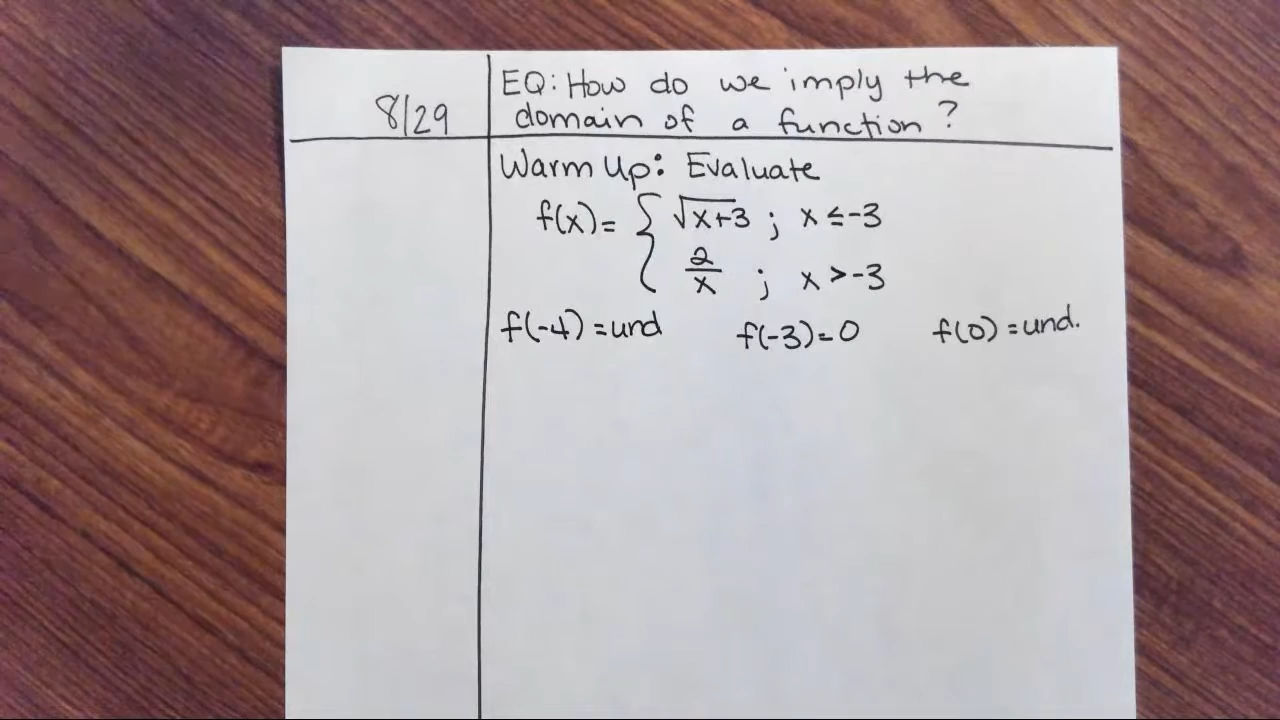 8/29
EQ: How do we imply the
domain of a function?
Warm Up: Evaluate
f(x)= { √x+3 ; x ≤ -3
2/x ; x > -3
f(-4) = und f(-3) = 0 f(0) = und.